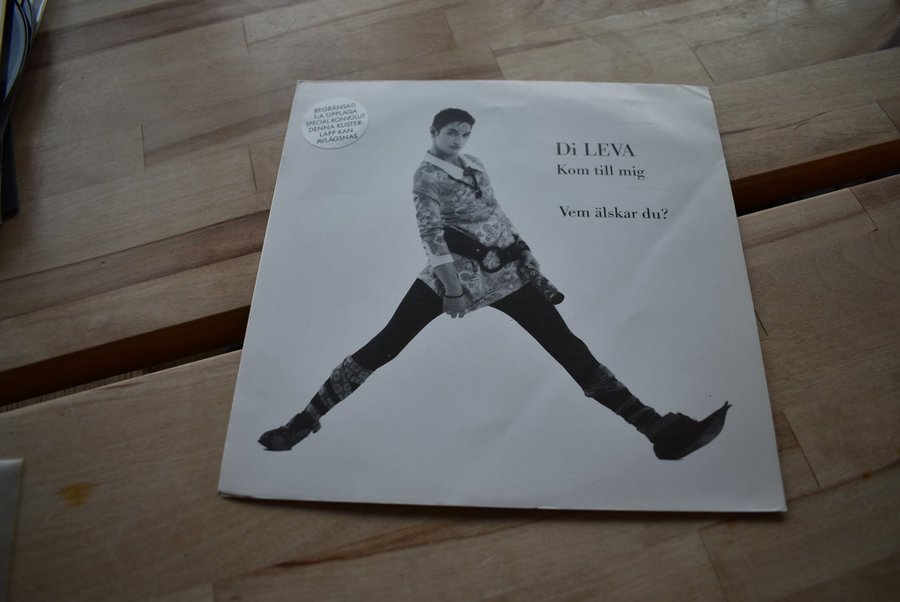 BEGRÄNSAD
1:A UPPLAGA
SPECIAL KONVOLUT
DENNA KLISTER-
LAPP KAN
AVLÄGSNAS
Di LEVA
Kom till mig
Vem älskar du?